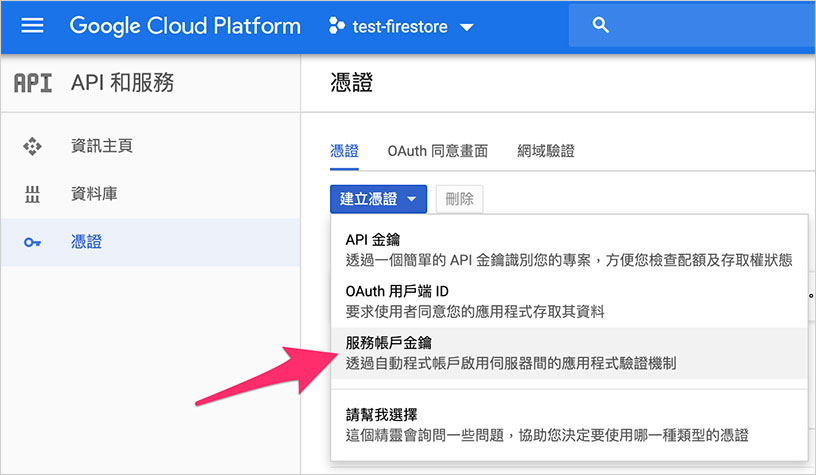 Google Cloud Platform
test-firestore
API
API 和服務
憑證
資訊主頁
憑證
OAuth 同意畫面
網域驗證
資料庫
建立憑證
刪除
憑證
API 金鑰
透過一個簡單的 API 金鑰識別您的專案，方便您檢查配額及存取權狀態
OAuth 用戶端 ID
要求使用者同意您的應用程式存取其資料
服務帳戶金鑰
透過自動程式帳戶啟用伺服器間的應用程式驗證機制
請幫我選擇
這個精靈會詢問一些問題，協助您決定要使用哪一種類型的憑證